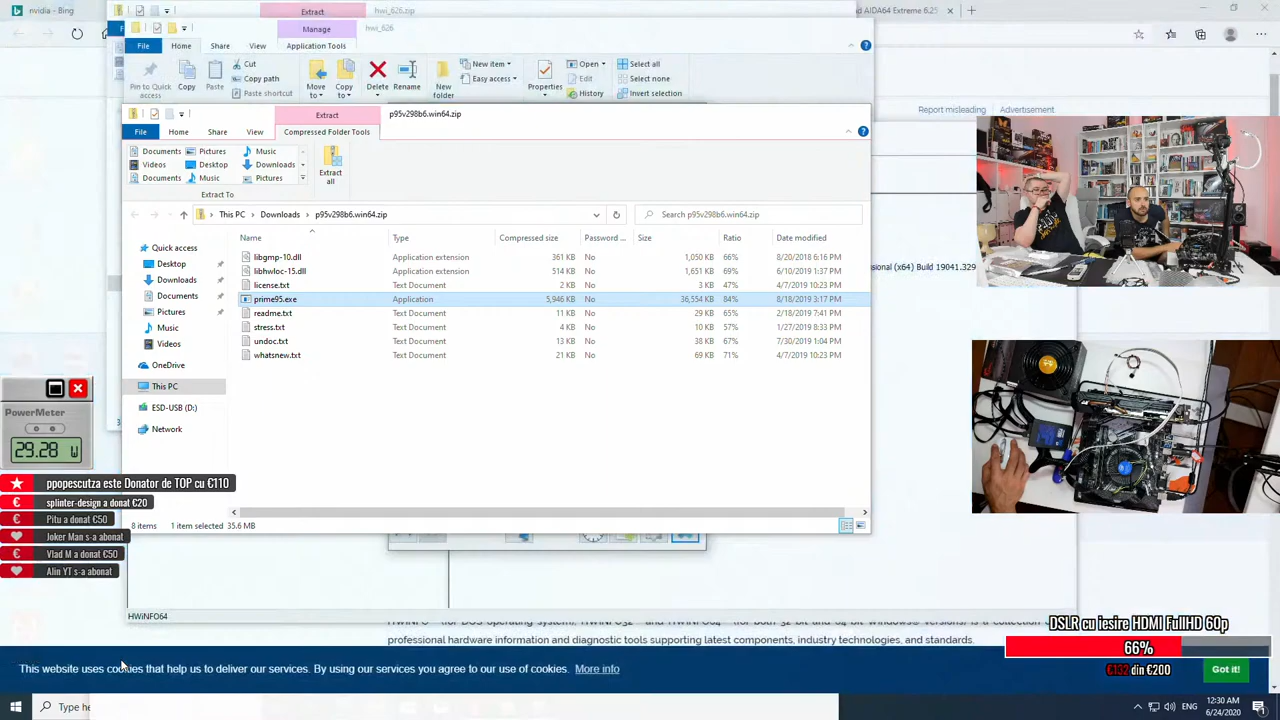 nvidia - Bing
Extract
hwi_626.zip
d AIDA64 Extreme 6.25
Manage
hwi_626
File
Home
Share
View
Application Tools
Pin to Quick access
Copy
Paste
Cut
Copy path
Paste shortcut
Move to
Copy to
Delete
Rename
New folder
New item
Easy access
Properties
Open
Edit
History
Select all
Select none
Invert selection
Report misleading
Advertisement.
Extract
p95v298b6.win64.zip
File
Home
Share
View
Compressed Folder Tools
Documents
Pictures
Music
Videos
Desktop
Downloads
Documents
Music
Pictures
Extract all
Extract To
This PC
Downloads
p95v298b6.win64.zip
Search p95v298b6.win64.zip
Name
Type
Compressed size
Password ...
Size
Ratio
Date modified
libgmp-10.dll Application extension 361 KB No 1,050 KB 66% 8/20/2018 6:16 PM
libhwloc-15.dll Application extension 514 KB No 1,651 KB 69% 6/10/2019 1:37 PM
license.txt Text Document 2 KB No 3 KB 47% 4/7/2019 10:23 PM
prime95.exe Application 5,946 KB No 36,554 KB 84% 8/18/2019 3:17 PM
readme.txt Text Document 11 KB No 29 KB 65% 2/18/2019 7:41 PM
stress.txt Text Document 4 KB No 10 KB 57% 1/27/2019 8:33 PM
undoc.txt Text Document 13 KB No 38 KB 67% 7/30/2019 1:04 PM
whatsnew.txt Text Document 21 KB No 69 KB 71% 4/7/2019 10:23 PM
Quick access
Desktop
Downloads
Documents
Pictures
Music
Videos
OneDrive
This PC
ESD-USB (D:)
Network
8 items
1 item selected 35.6 MB
sional (x64) Build 19041.329
PowerMeter
29.28 W
ppopescutza este Donator de TOP cu €110
splinter-design a donat €20
Pitu a donat €50
Joker Man s-a abonat
Vlad M a donat €50
Alin YT s-a abonat
HWiNFO64
professional hardware information and diagnostic tools supporting latest components, industry technologies, and standards.
DSLR cu iesire HDMI FullHD 60p
66%
€132 din €200
This website uses cookies that help us to deliver our services. By using our services you agree to our use of cookies.
More info
Got it!
Type he
ENG
12:30 AM
6/24/2020